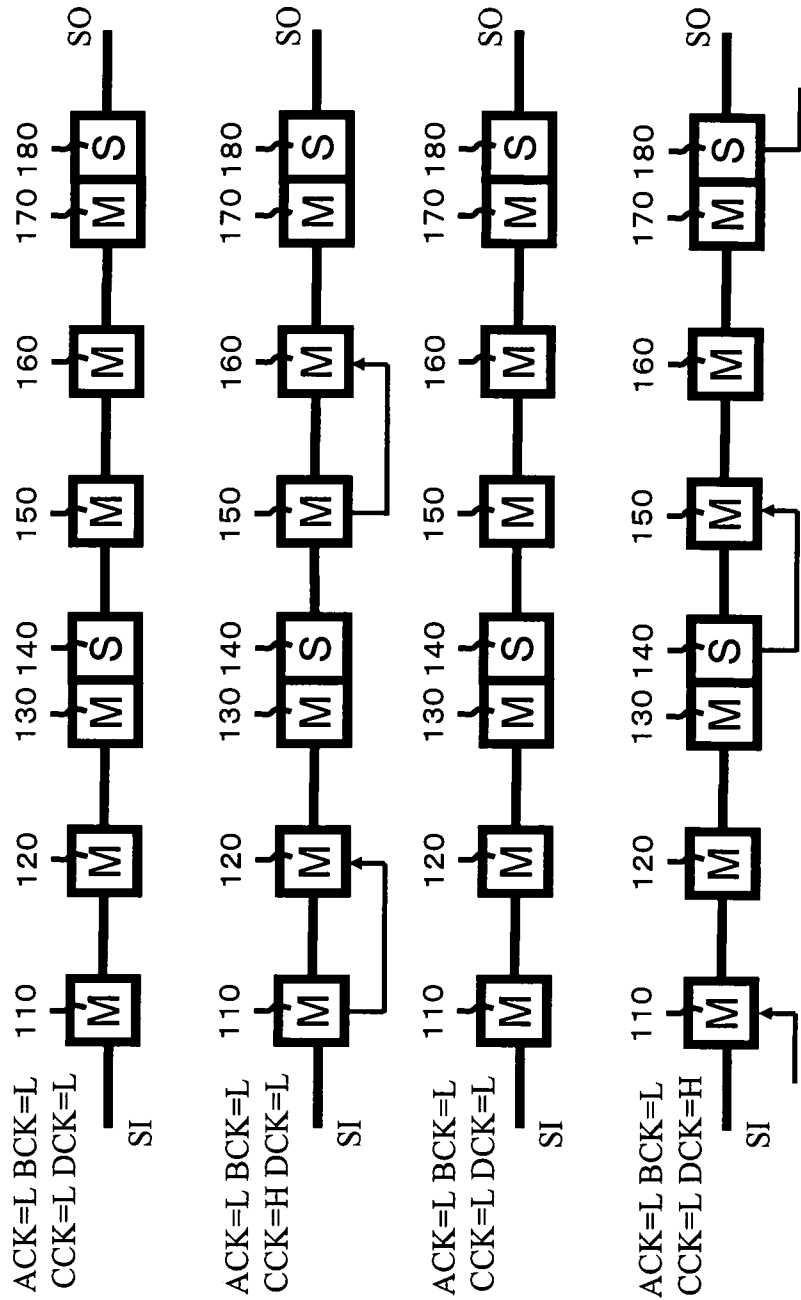 ACK=L BCK=L
CCK=L DCK=L
110 120 130 140 150 160 170 180
SO
M M M S M M M S
SI
ACK=L BCK=L
CCK=H DCK=L
110 120 130 140 150 160 170 180
SO
M M M S M M M S
SI
ACK=L BCK=L
CCK=L DCK=L
110 120 130 140 150 160 170 180
SO
M M M S M M M S
SI
ACK=L BCK=L
CCK=L DCK=H
110 120 130 140 150 160 170 180
SO
M M M S M M M S
SI